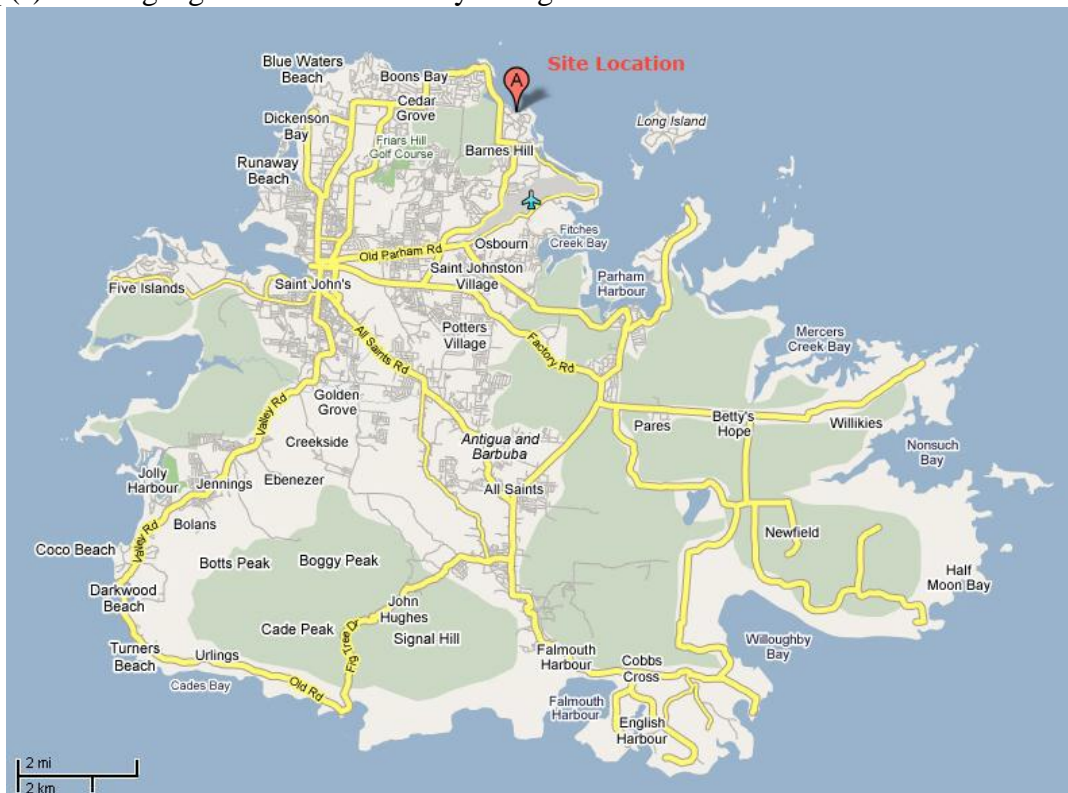 Site Location
A
Blue Waters
Beach
Boons Bay
Cedar
Grove
Dickenson
Bay
Long Island
Friars Hill
Golf Course
Barnes Hill
Runaway
Beach
Fitches
Creek Bay
Old Parham Rd
Osbourn
Saint Johnston
Village
Parham
Harbour
Five Islands
Saint John's
Potters
Village
Mercers
Creek Bay
All Saints Rd
Factory Rd
Golden
Grove
Valley Rd
Betty's
Hope
Pares
Willikies
Creekside
Antigua and
Barbuba
Nonsuch
Bay
Jolly
Harbour
Jennings
Ebenezer
All Saints
Bolans
Valley Rd
Newfield
Coco Beach
Botts Peak
Boggy Peak
Half
Moon Bay
Darkwood
Beach
John
Hughes
Cade Peak
Signal Hill
Fig Tree Dr
Willoughby
Bay
Turners
Beach
Urlings
Falmouth
Harbour
Cobbs
Cross
Cades Bay
Old Rd
Falmouth
Harbour
English
Harbour
2 mi
2 km